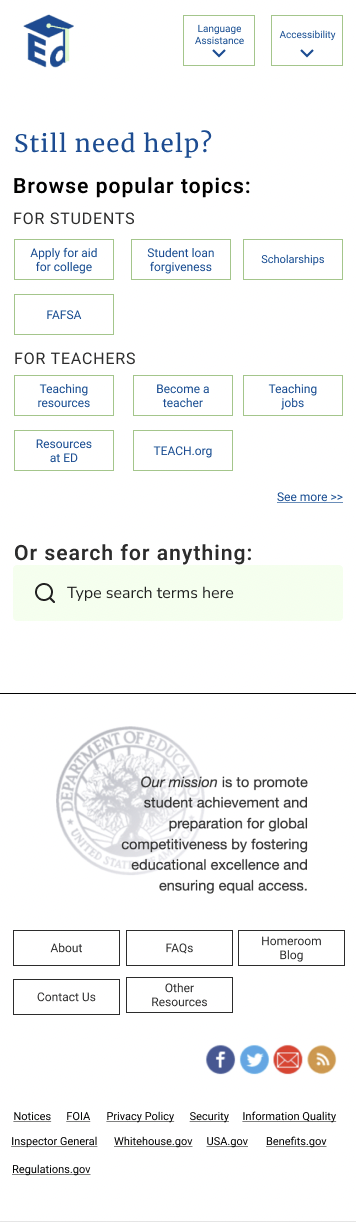 Ed
Language
Assistance
Accessibility
Still need help?
Browse popular topics:
FOR STUDENTS
Apply for aid
for college
Student loan
forgiveness
Scholarships
FAFSA
FOR TEACHERS
Teaching
resources
Become a
teacher
Teaching
jobs
Resources
at ED
TEACH.org
See more >>
Or search for anything:
Type search terms here
DEPARTMENT OF EDUCA
UNITED STAT
Our mission is to promote
student achievement and
preparation for global
competitiveness by fostering
educational excellence and
ensuring equal access.
About
FAQs
Homeroom
Blog
Contact Us
Other
Resources
Notices FOIA Privacy Policy Security Information Quality
Inspector General Whitehouse.gov USA.gov Benefits.gov
Regulations.gov